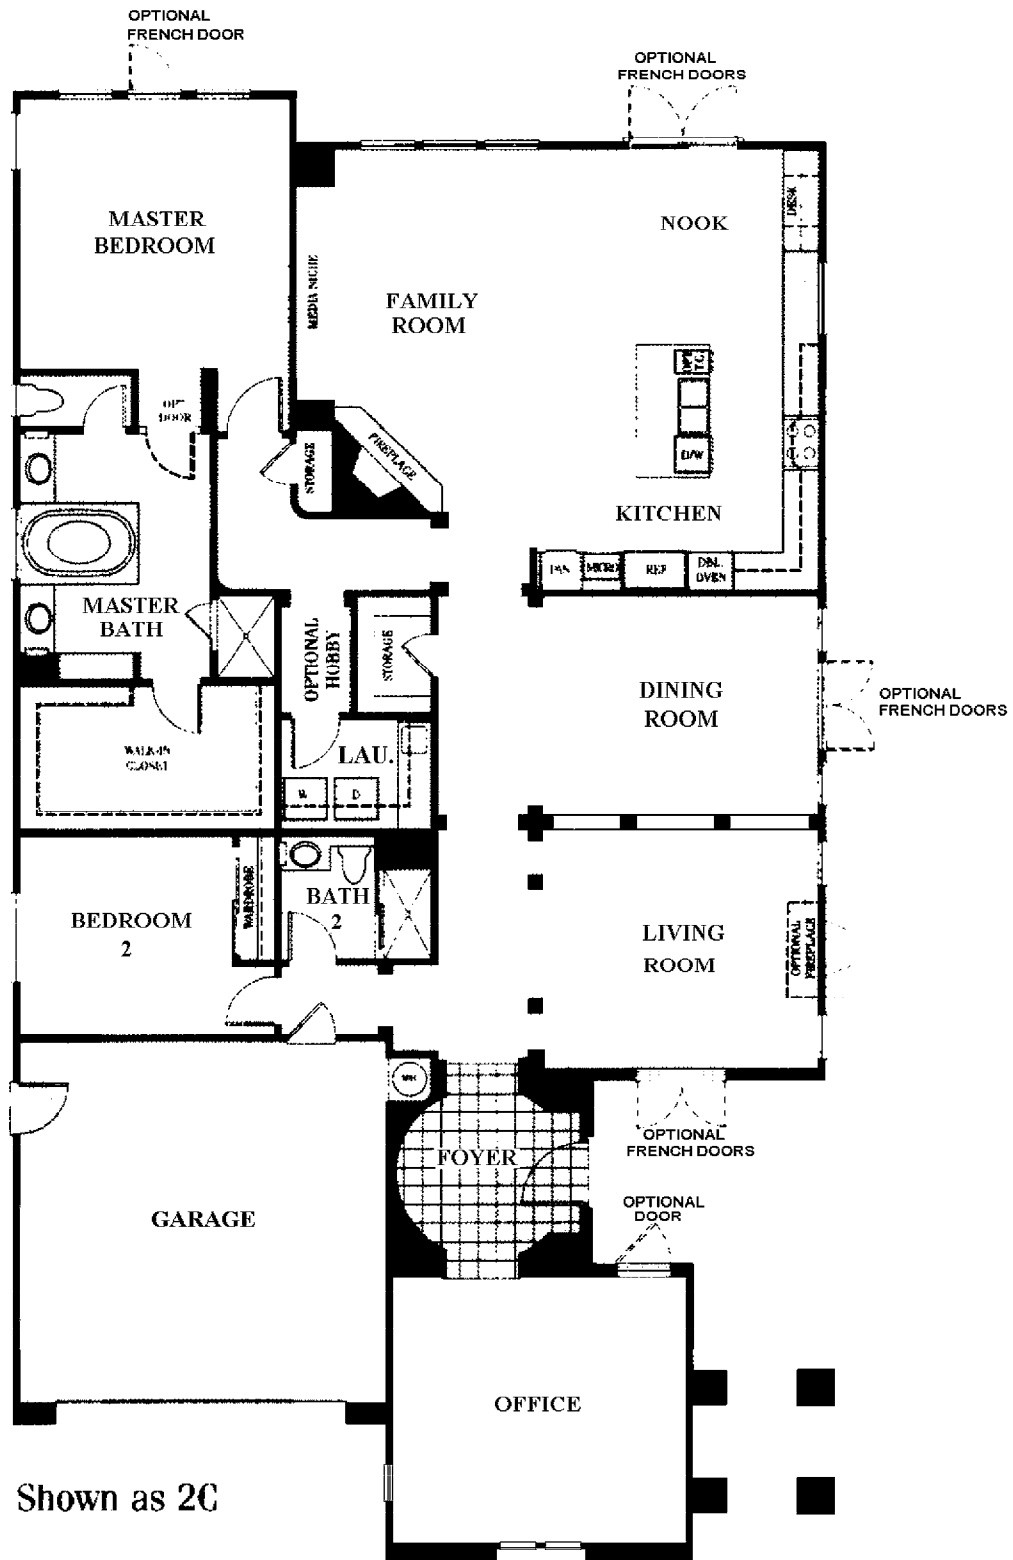 OPTIONAL
FRENCH DOOR
OPTIONAL
FRENCH DOORS
MASTER
BEDROOM
NOOK
DESK
MEDIA NICHE
FAMILY
ROOM
OPT
T.C.
OPT
DOOR
FIREPLACE
STORAGE
D/W
KITCHEN
PAN
MICRO
REF
DBL.
OVEN
MASTER
BATH
OPTIONAL
HOBBY
STORAGE
DINING
ROOM
OPTIONAL
FRENCH DOORS
WALK-IN
CLOSET
LAU.
W
D
BEDROOM
2
WARDROBE
BATH
2
LIVING
ROOM
OPTIONAL
FIREPLACE
WH
OPTIONAL
FRENCH DOORS
FOYER
OPTIONAL
DOOR
GARAGE
OFFICE
Shown as 2C